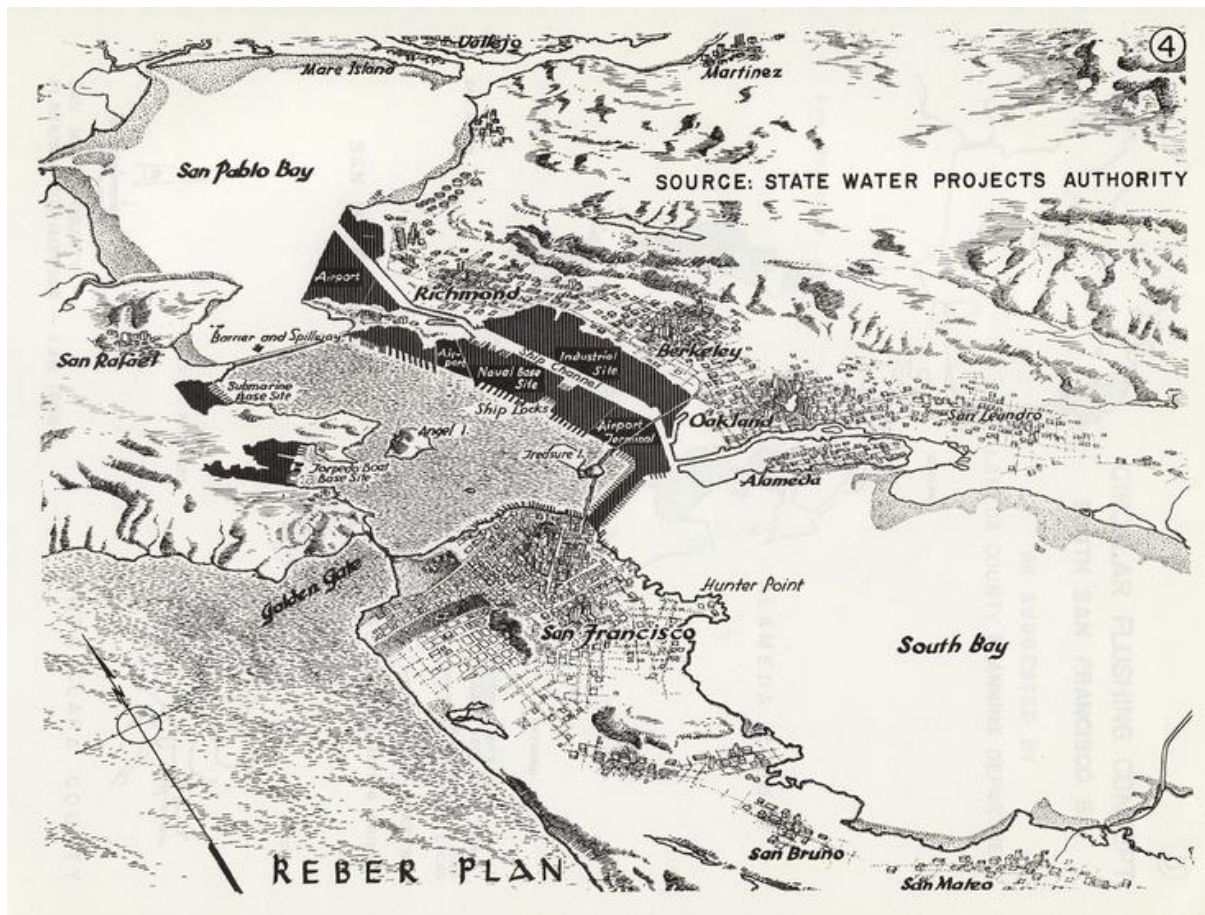 Vallejo
④
Mare Island
Martinez
San Pablo Bay
SOURCE: STATE WATER PROJECTS AUTHORITY
Airport
Richmond
Barrier and Spillway
San Rafael
Air-
port
Ship Channel
Industrial
Site
Berkeley
Naval Base
Site
Submarine
Base Site
Ship Locks
Oakland
San Leandro
Angel I.
Airport
Terminal
Treasure I.
Torpedo Boat
Base Site
Alameda
Golden Gate
Hunter Point
San Francisco
South Bay
REBER PLAN
San Bruno
San Mateo